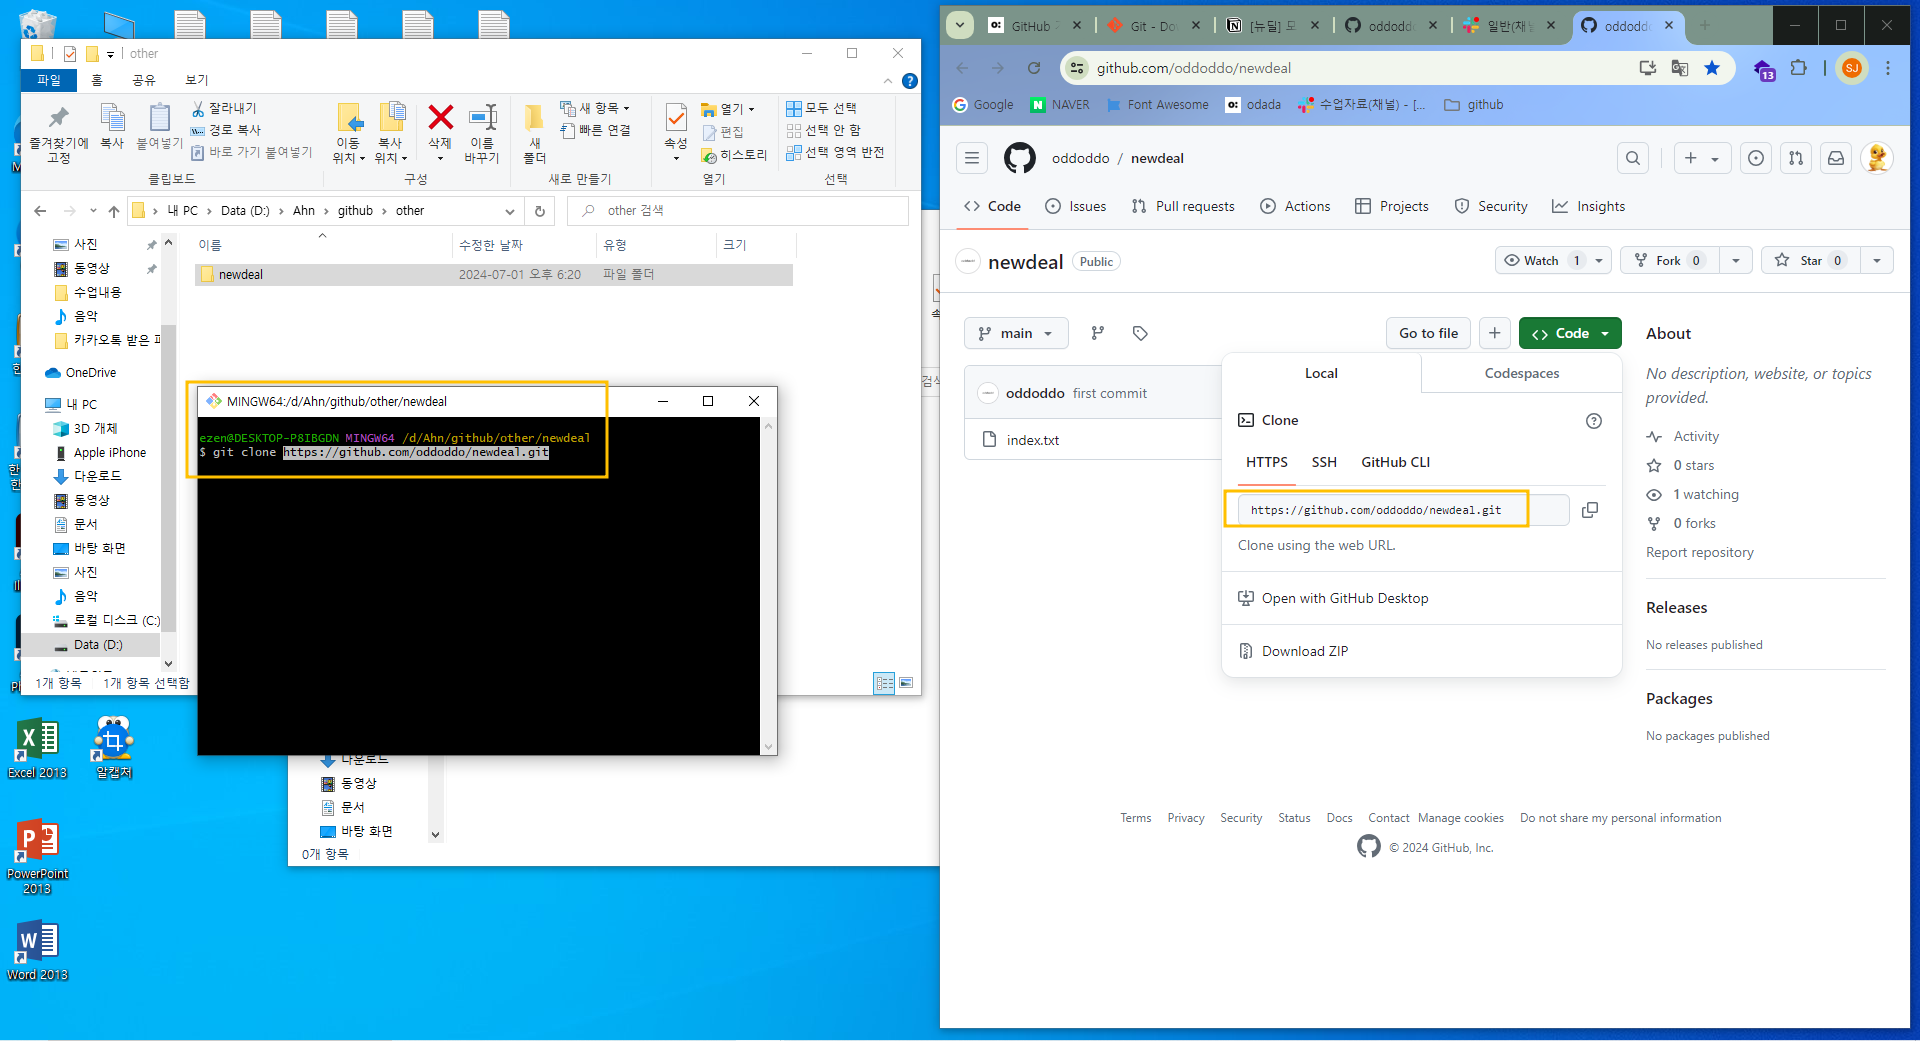 other
파일
홈
공유
보기
즐겨찾기에 고정
복사
붙여넣기
잘라내기
경로 복사
바로 가기 붙여넣기
클립보드
이동 위치
복사 위치
삭제
이름 바꾸기
구성
새 폴더
새 항목
빠른 연결
새로 만들기
속성
열기
편집
히스토리
열기
모두 선택
선택 안 함
선택 영역 반전
선택
내 PC > Data (D:) > Ahn > github > other
other 검색
이름
수정한 날짜
유형
크기
newdeal
2024-07-01 오후 6:20
파일 폴더
사진
동영상
수업내용
음악
카카오톡 받은 파
OneDrive
내 PC
3D 개체
Apple iPhone
다운로드
동영상
문서
바탕 화면
사진
음악
로컬 디스크 (C:)
Data (D:)
1개 항목
1개 항목 선택함
MINGW64:/d/Ahn/github/other/newdeal
ezen@DESKTOP-P8IBGDN MINGW64 /d/Ahn/github/other/newdeal
$ git clone https://github.com/oddoddo/newdeal.git
다운로드
동영상
문서
바탕 화면
0개 항목
Excel 2013
알캡처
PowerPoint 2013
Word 2013
GitHub
Git - Do
[뉴딜] 모
oddodd
일반(채
oddodd
github.com/oddoddo/newdeal
13
SJ
Google
NAVER
Font Awesome
odada
수업자료(채널) - [...
github
oddoddo / newdeal
Code
Issues
Pull requests
Actions
Projects
Security
Insights
newdeal
Public
Watch 1
Fork 0
Star 0
main
Go to file
Code
oddoddo first commit
index.txt
Local
Codespaces
Clone
HTTPS
SSH
GitHub CLI
https://github.com/oddoddo/newdeal.git
Clone using the web URL.
Open with GitHub Desktop
Download ZIP
About
No description, website, or topics
provided.
Activity
0 stars
1 watching
0 forks
Report repository
Releases
No releases published
Packages
No packages published
Terms
Privacy
Security
Status
Docs
Contact
Manage cookies
Do not share my personal information
© 2024 GitHub, Inc.